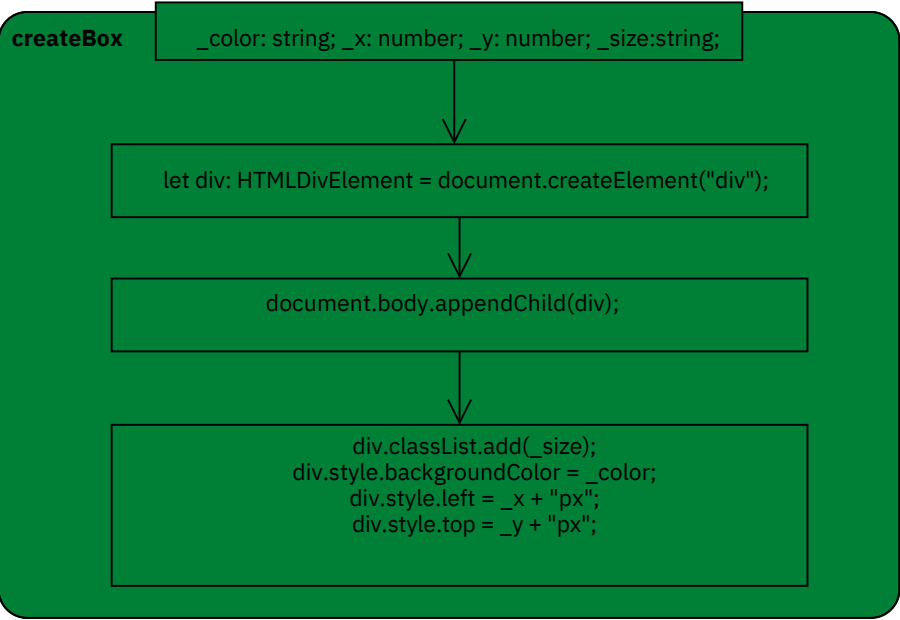 createBox
_color: string; _x: number; _y: number; _size:string;
let div: HTMLDivElement = document.createElement("div");
document.body.appendChild(div);
div.classList.add(_size);
div.style.backgroundColor = _color;
div.style.left = _x + "px";
div.style.top = _y + "px";